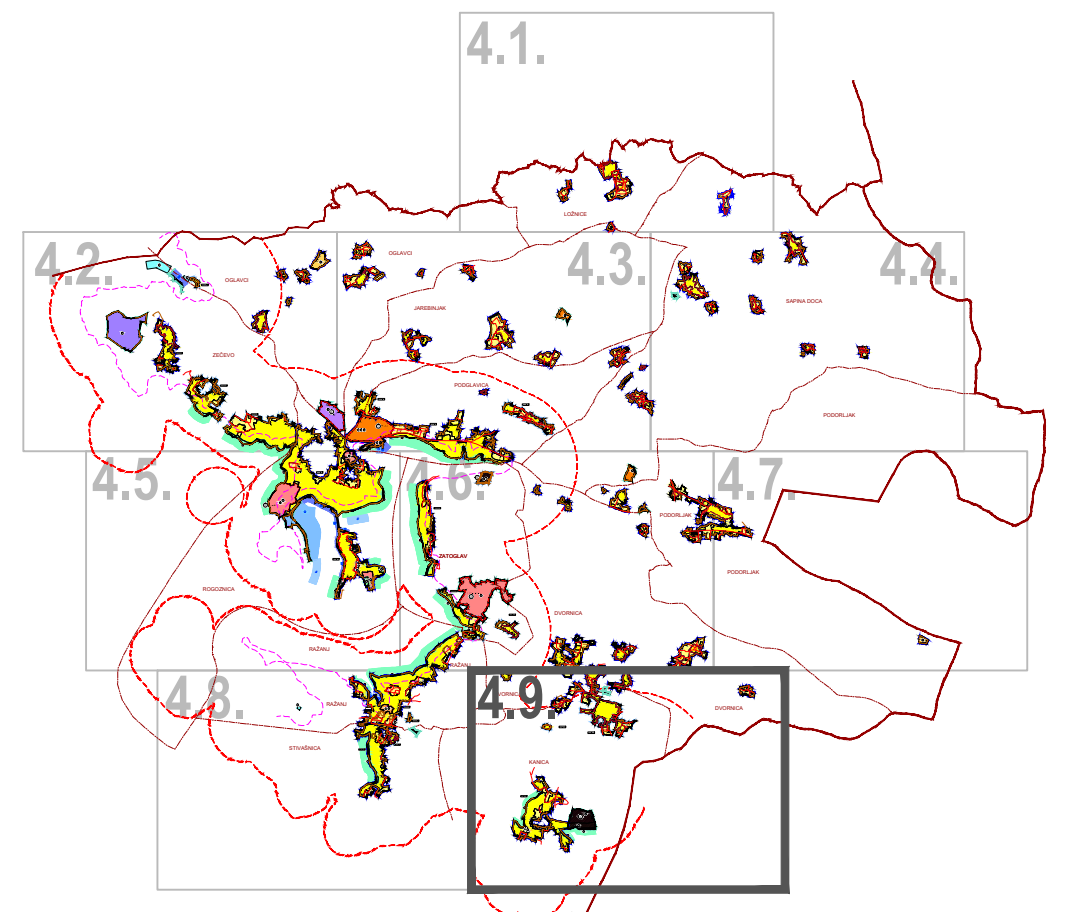 4.1.
LOŽNICE
4.2.
OGLAVCI
OGLAVCI
4.3.
4.4.
JAREBINJAK
SAPINA DOCA
ZEČEVO
PODGLAVICA
PODORLJAK
4.5.
4.6.
4.7.
PODORLJAK
ZATOGLAV
PODORLJAK
ROGOZNICA
DVORNICA
RAŽANJ
RAŽANJ
4.8.
RAŽANJ
4.9.
DVORNICA
DVORNICA
STIVAŠNICA
KANICA